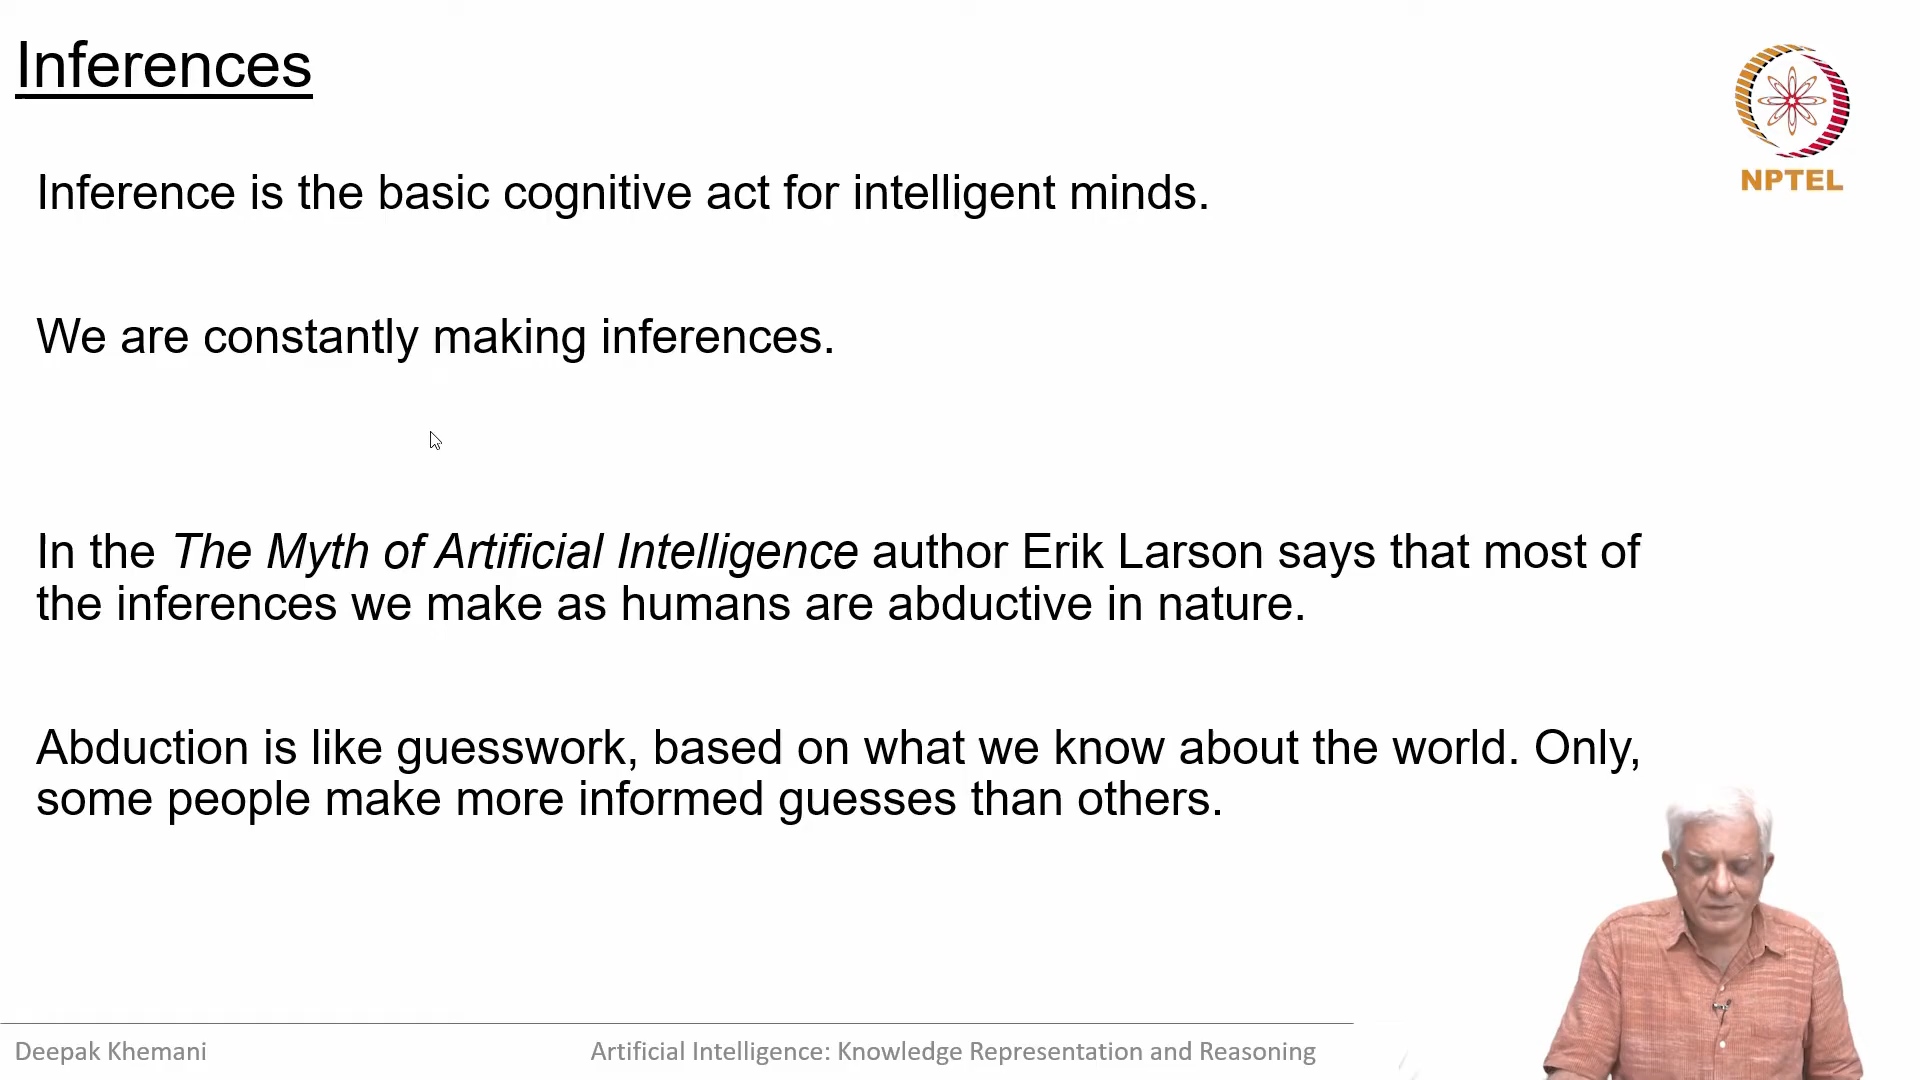 Inferences
NPTEL
Inference is the basic cognitive act for intelligent minds.
We are constantly making inferences.
In the The Myth of Artificial Intelligence author Erik Larson says that most of
the inferences we make as humans are abductive in nature.
Abduction is like guesswork, based on what we know about the world. Only,
some people make more informed guesses than others.
Deepak Khemani
Artificial Intelligence: Knowledge Representation and Reasoning